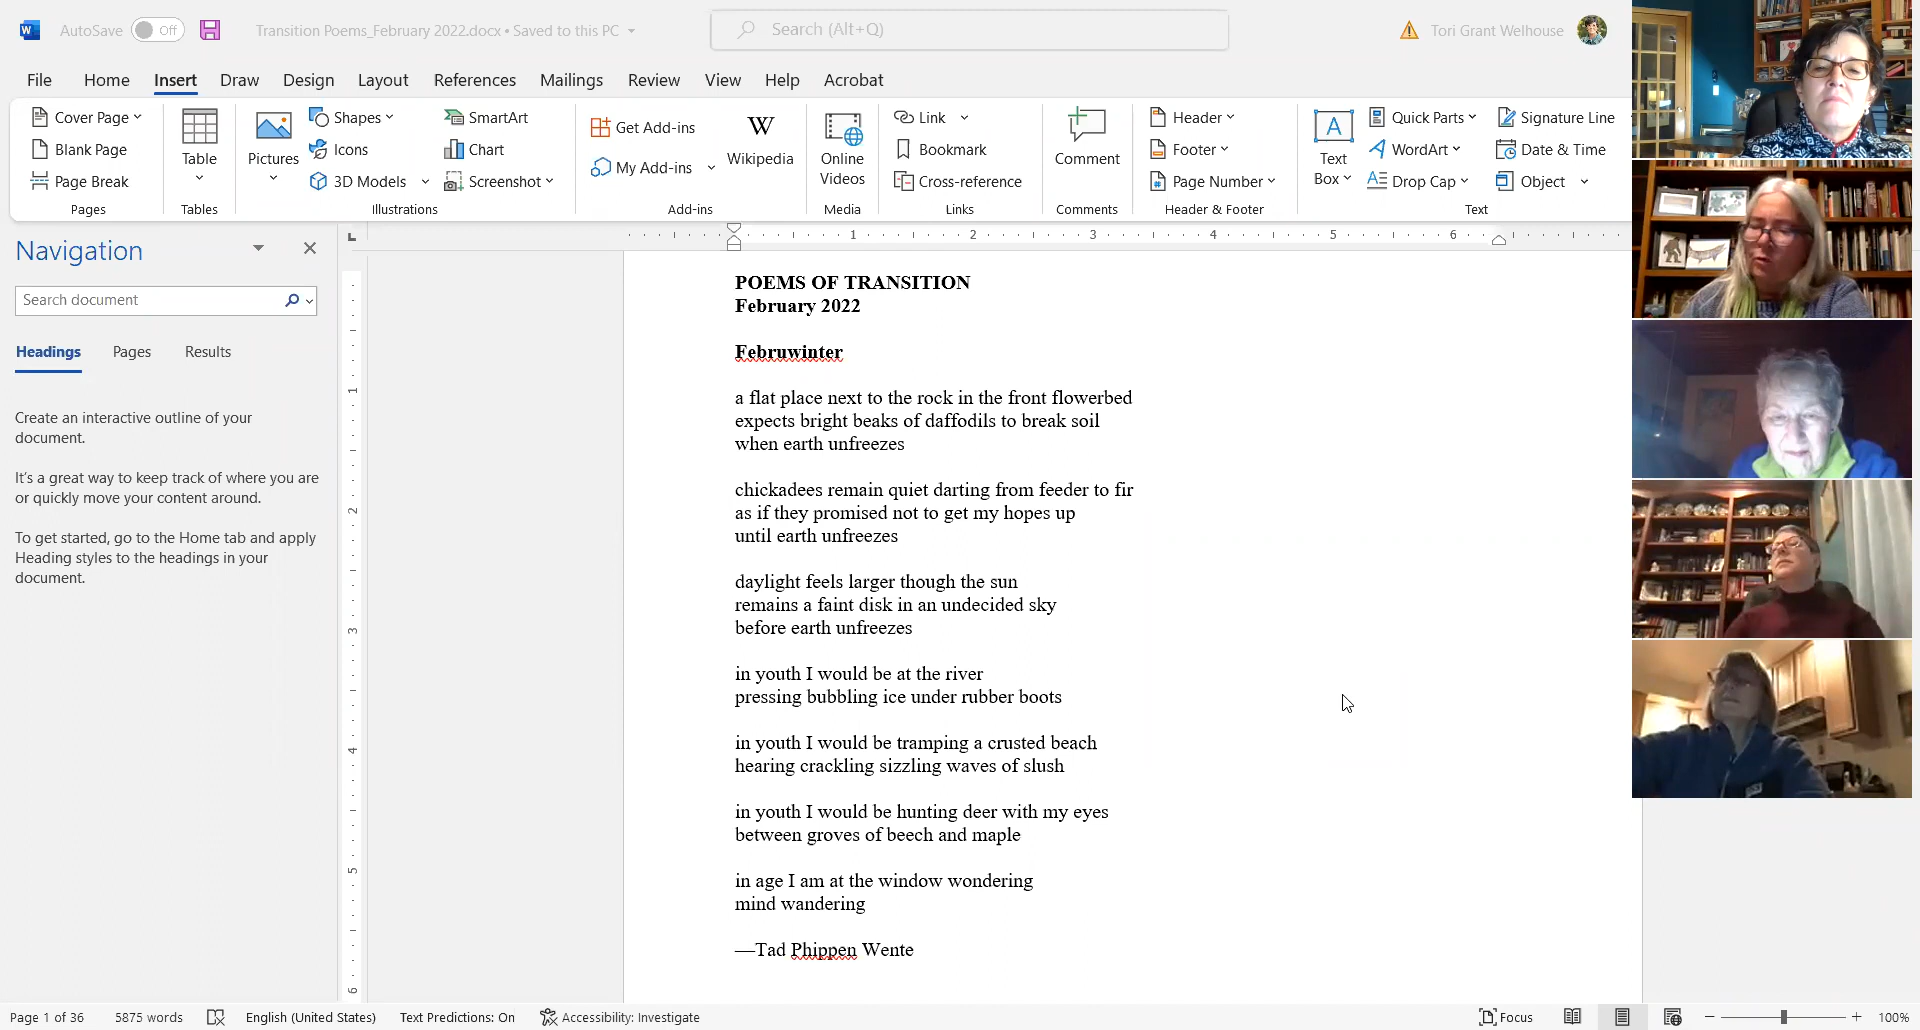 AutoSave Off Transition Poems_February 2022.docx • Saved to this PC Search (Alt+Q) Tori Grant Welhouse
File Home Insert Draw Design Layout References Mailings Review View Help Acrobat
Cover Page
Blank Page
Page Break
Pages
Table
Tables
Pictures
Shapes
Icons
3D Models
SmartArt
Chart
Screenshot
Illustrations
Get Add-ins
My Add-ins
W
Wikipedia
Add-ins
Online
Videos
Media
Link
Bookmark
Cross-reference
Links
Comment
Comments
Header
Footer
Page Number
Header & Footer
A
Text
Box
Quick Parts
WordArt
Drop Cap
Signature Line
Date & Time
Object
Text
Navigation
Search document
Headings Pages Results
Create an interactive outline of your
document.
It's a great way to keep track of where you are
or quickly move your content around.
To get started, go to the Home tab and apply
Heading styles to the headings in your
document.
1 2 3 4 5 6
1
2
3
4
5
6
POEMS OF TRANSITION
February 2022
Februwinter
a flat place next to the rock in the front flowerbed
expects bright beaks of daffodils to break soil
when earth unfreezes
chickadees remain quiet darting from feeder to fir
as if they promised not to get my hopes up
until earth unfreezes
daylight feels larger though the sun
remains a faint disk in an undecided sky
before earth unfreezes
in youth I would be at the river
pressing bubbling ice under rubber boots
in youth I would be tramping a crusted beach
hearing crackling sizzling waves of slush
in youth I would be hunting deer with my eyes
between groves of beech and maple
in age I am at the window wondering
mind wandering
—Tad Phippen Wente
Page 1 of 36 5875 words English (United States) Text Predictions: On Accessibility: Investigate Focus 100%